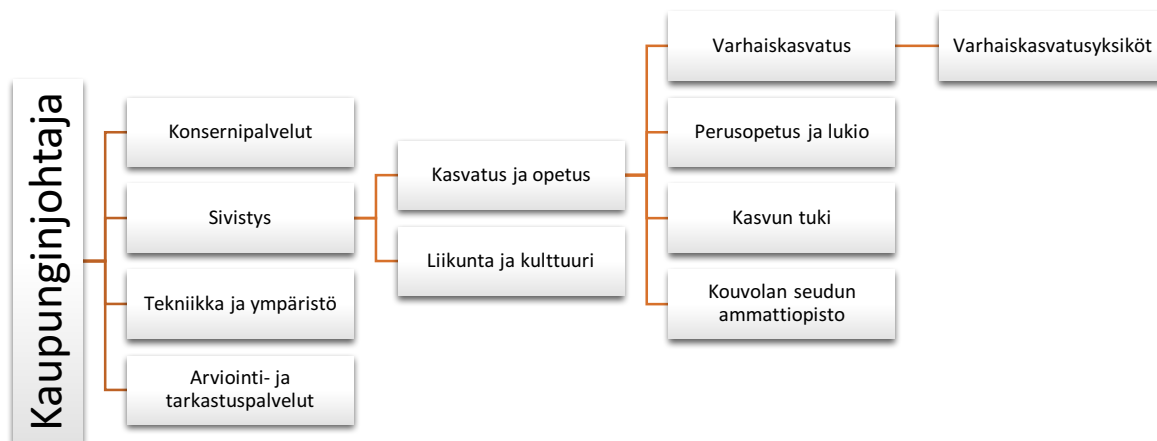 Kaupunginjohtaja
Konsernipalvelut
Sivistys
Tekniikka ja ympäristö
Arviointi- ja
tarkastuspalvelut
Kasvatus ja opetus
Liikunta ja kulttuuri
Varhaiskasvatus
Perusopetus ja lukio
Kasvun tuki
Kouvolan seudun
ammattiopisto
Varhaiskasvatusyksiköt